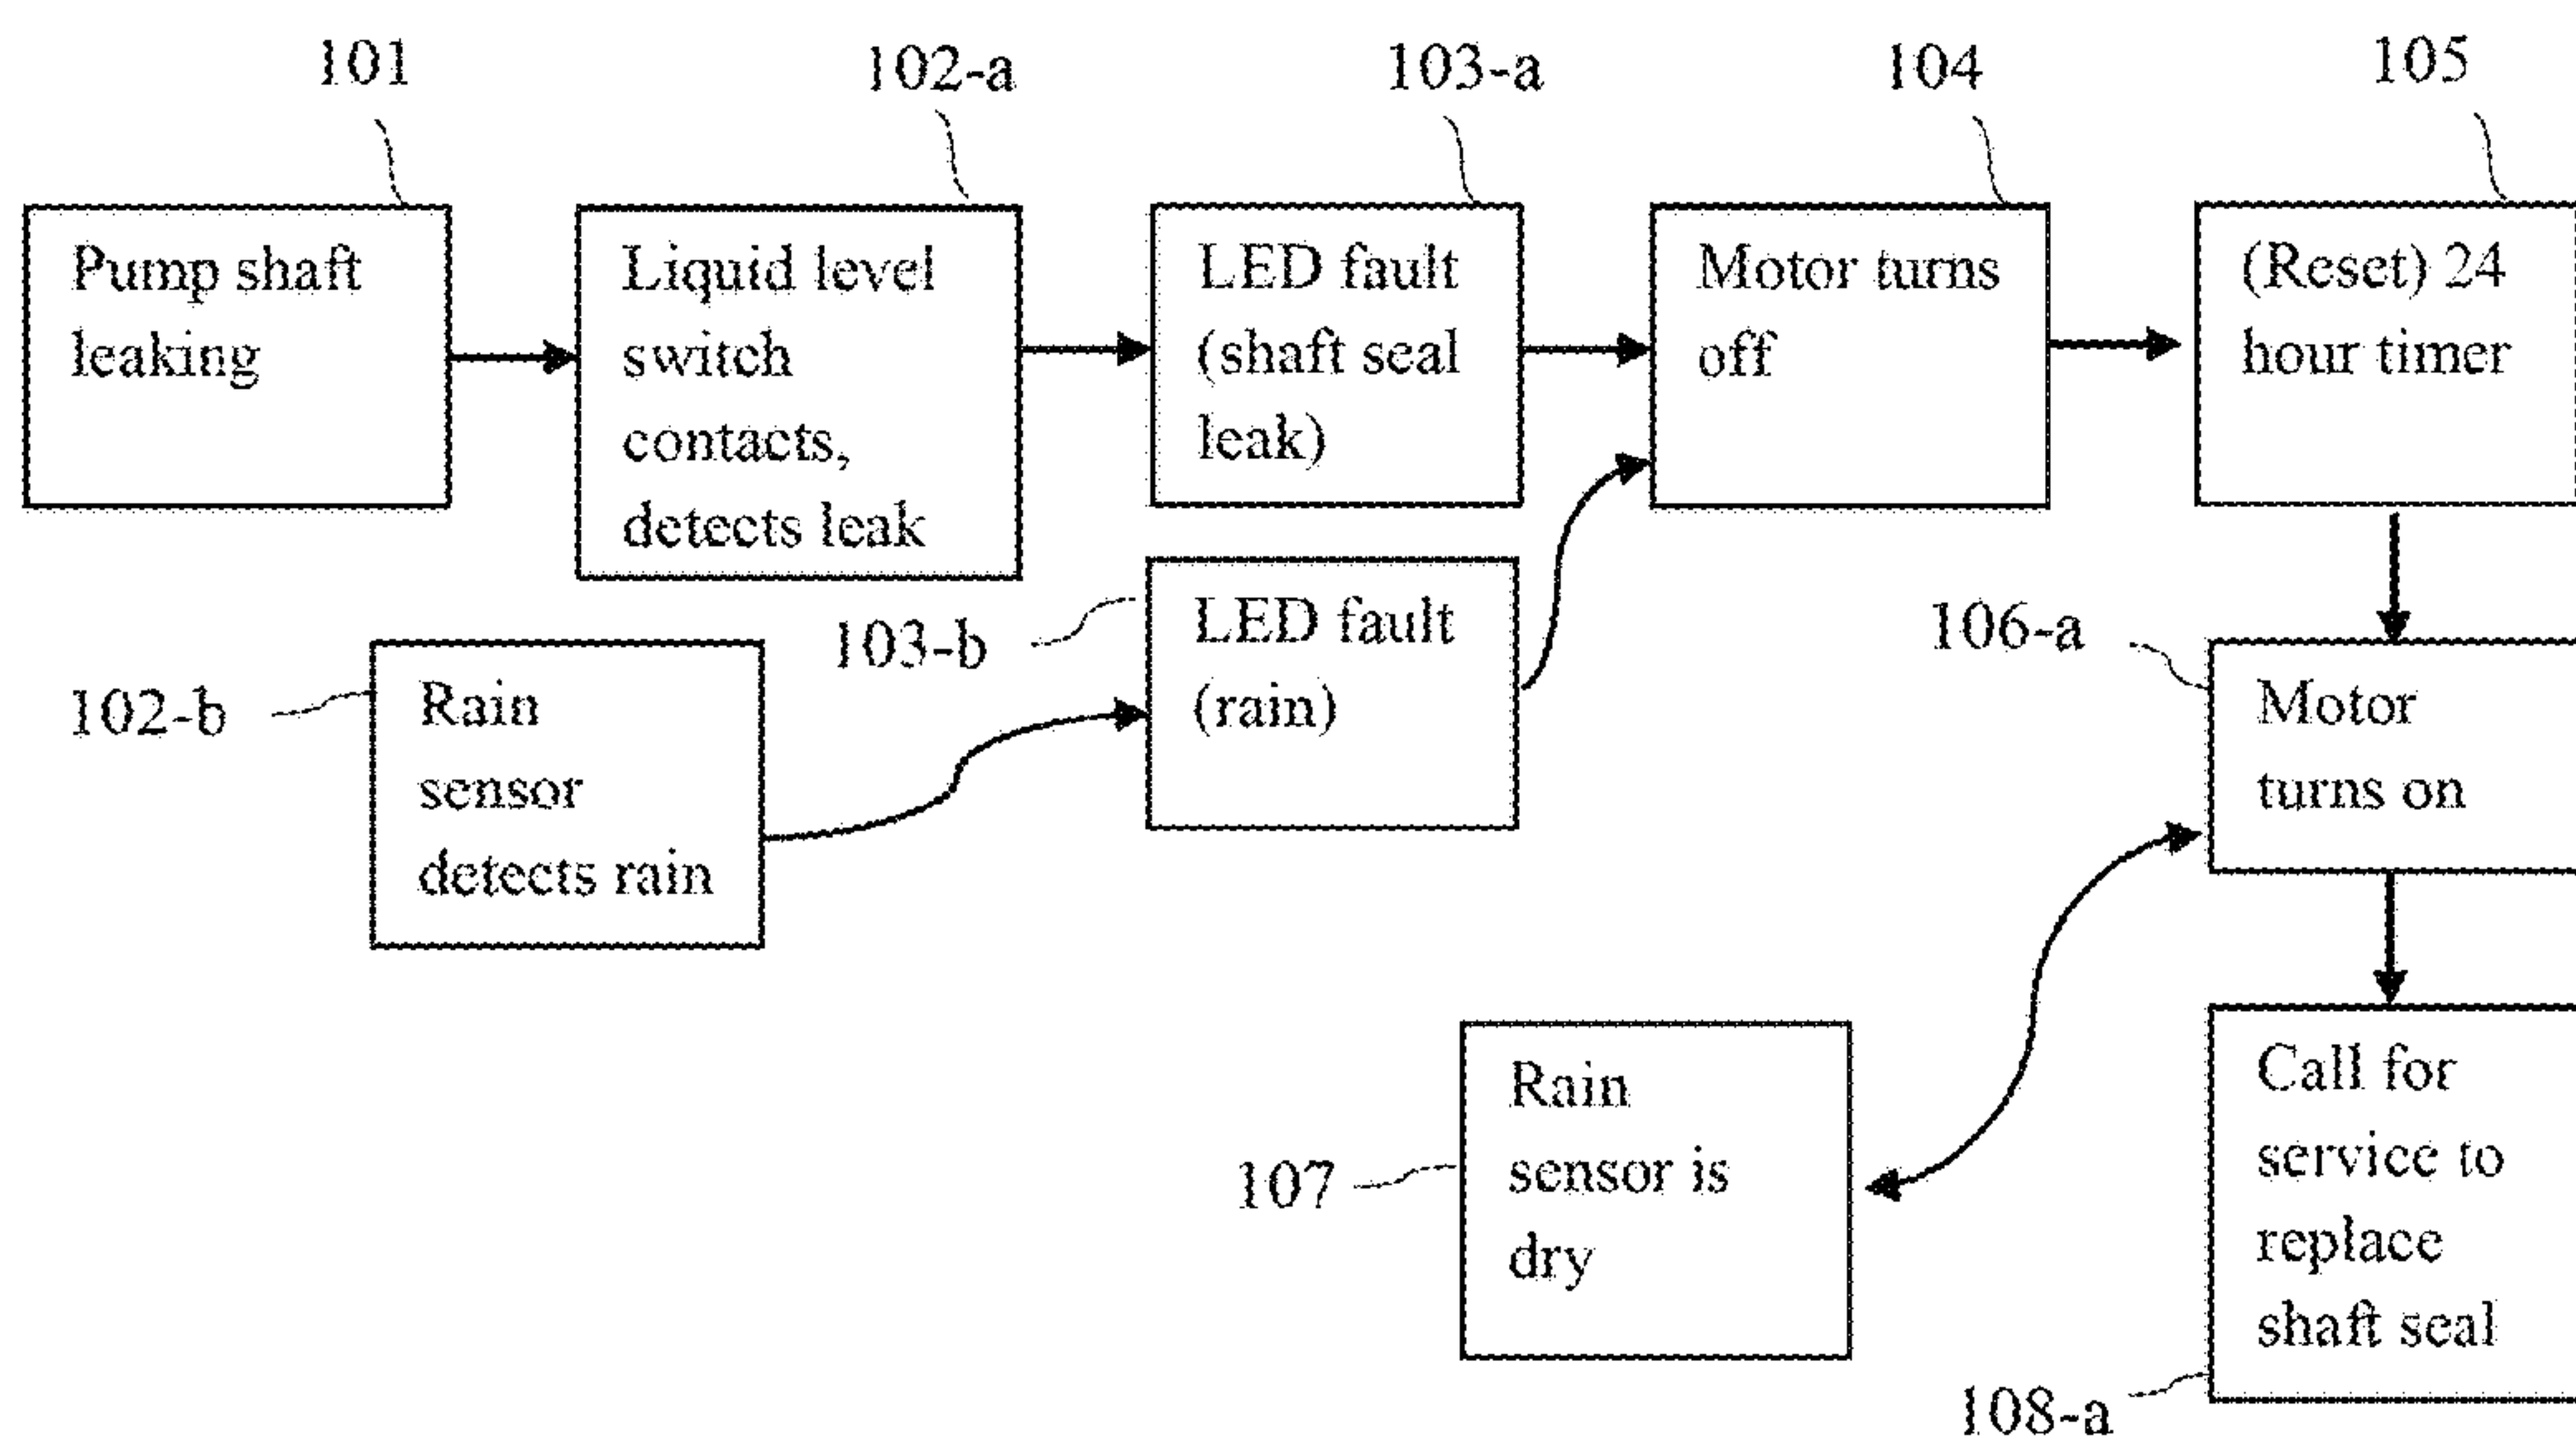 101
102-a
103-a
104
105
Pump shaft
leaking
Liquid level
switch
contacts,
detects leak
LED fault
(shaft seal
leak)
Motor turns
off
(Reset) 24
hour timer
102-b
Rain
sensor
detects rain
103-b
LED fault
(rain)
106-a
Motor
turns on
107
Rain
sensor is
dry
Call for
service to
replace
shaft seal
108-a